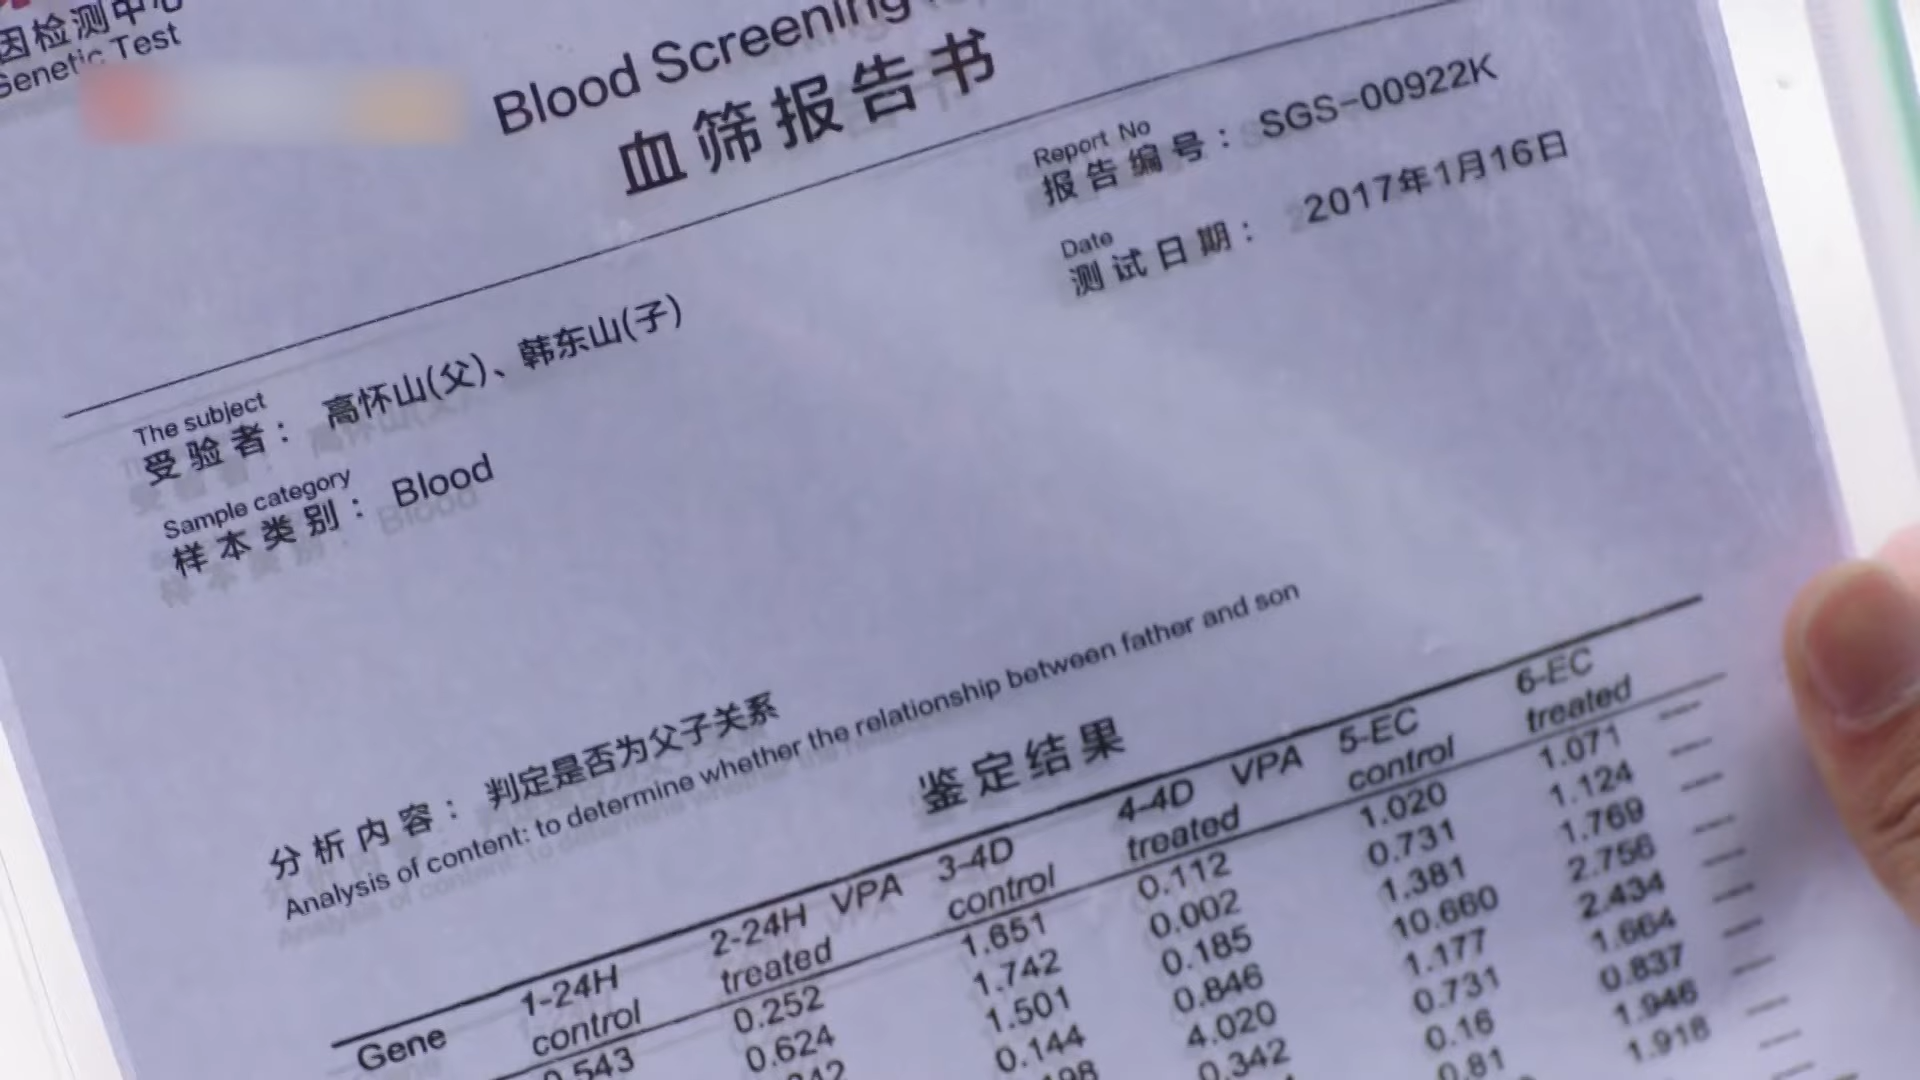 因检测中心
Genetic Test
Blood Screening
血筛报告书
Report No
报告编号： SGS-00922K
Date
测试日期： 2017年1月16日
The subject
受验者： 高怀山(父)、韩东山(子)
Sample category
样本类别： Blood
分析内容： 判定是否为父子关系
Analysis of content: to determine whether the relationship between father and son
鉴定结果
Gene 1-24H control 2-24H VPA treated 3-4D control 4-4D VPA treated 5-EC control 6-EC treated
0.543 0.252 1.651 0.112 1.020 1.071
0.624 1.742 0.002 0.731 1.124
1.501 0.185 1.381 1.769
0.144 0.846 10.660 2.756
4.020 1.177 2.434
0.342 0.731 1.664
0.16 0.837
0.81 1.946
1.918